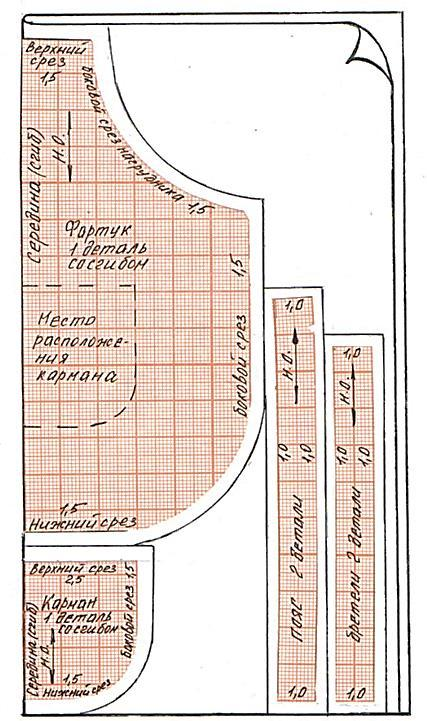 Верхний
срез
1,5
Боковой срез нагрудника 1,5
Н.О.
Середина (сгиб)
Фартук
1 деталь
со сгибом
1,5
Боковой срез
Место
расположе-
ния
кармана
1,5
Нижний срез
Верхний срез
2,5
Карман
1 деталь
со сгибом
Боковой срез 1,5
Середина (сгиб)
Н.О.
1,5
Нижний срез
1,0
Н.О.
1,0 1,0
пояс 2 детали
1,0
1,0
Н.О.
1,0 1,0
бретели 2 детали
1,0